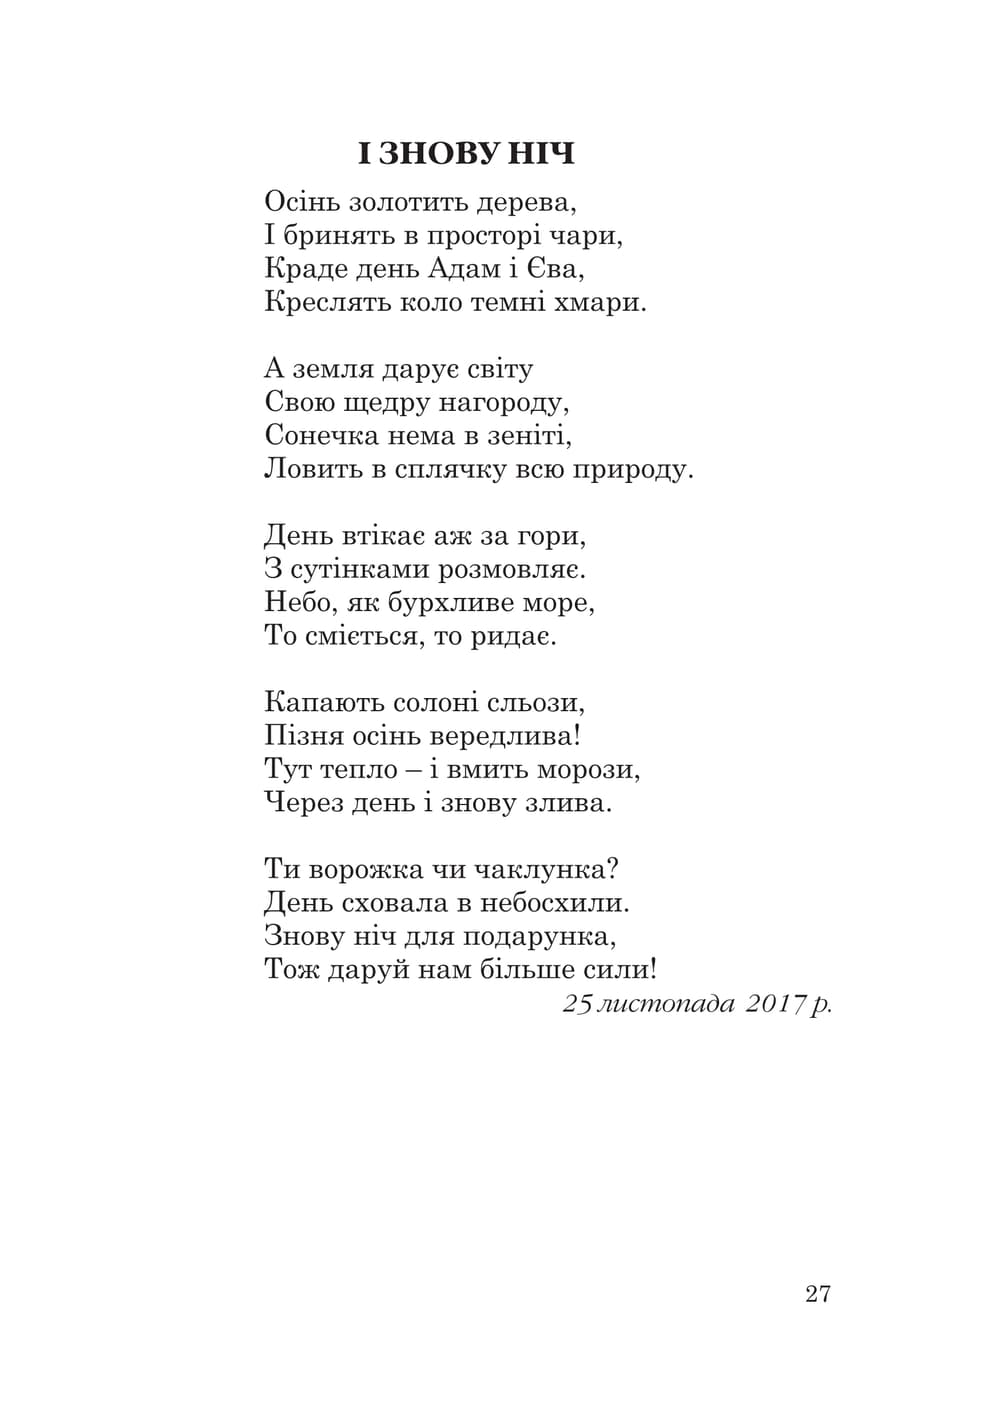 І ЗНОВУ НІЧ
Осінь золотить дерева,
І бринять в просторі чари,
Краде день Адам і Єва,
Креслять коло темні хмари.
А земля дарує світу
Свою щедру нагороду,
Сонечка нема в зеніті,
Ловить в сплячку всю природу.
День втікає аж за гори,
З сутінками розмовляє.
Небо, як бурхливе море,
То сміється, то ридає.
Капають солоні сльози,
Пізня осінь вередлива!
Тут тепло – і вмить морози,
Через день і знову злива.
Ти ворожка чи чаклунка?
День сховала в небосхили.
Знову ніч для подарунка,
Тож даруй нам більше сили!
25 листопада 2017 р.
27